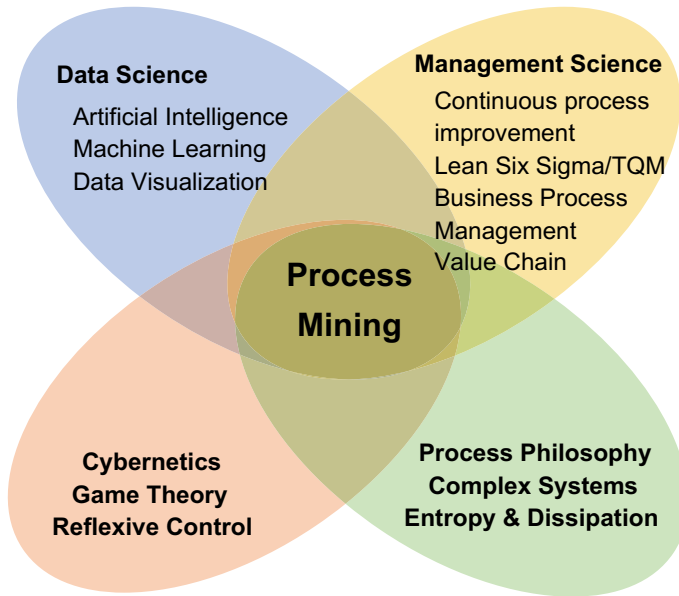 Data Science
Artificial Intelligence
Machine Learning
Data Visualization
Management Science
Continuous process
improvement
Lean Six Sigma/TQM
Business Process
Management
Value Chain
Process
Mining
Cybernetics
Game Theory
Reflexive Control
Process Philosophy
Complex Systems
Entropy & Dissipation